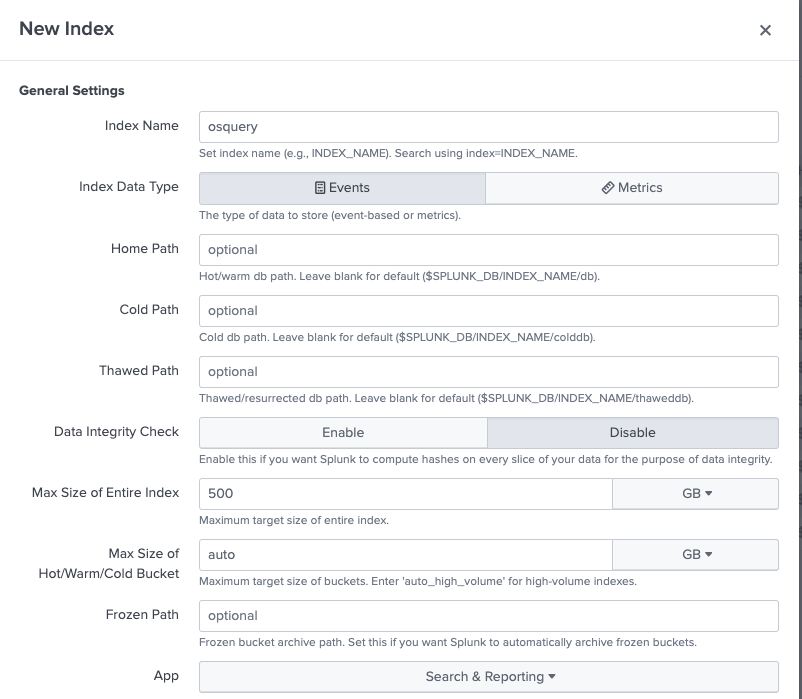 New Index
×
General Settings
Index Name
osquery
Set index name (e.g., INDEX_NAME). Search using index=INDEX_NAME.
Index Data Type
Events
Metrics
The type of data to store (event-based or metrics).
Home Path
optional
Hot/warm db path. Leave blank for default ($SPLUNK_DB/INDEX_NAME/db).
Cold Path
optional
Cold db path. Leave blank for default ($SPLUNK_DB/INDEX_NAME/colddb).
Thawed Path
optional
Thawed/resurrected db path. Leave blank for default ($SPLUNK_DB/INDEX_NAME/thaweddb).
Data Integrity Check
Enable
Disable
Enable this if you want Splunk to compute hashes on every slice of your data for the purpose of data integrity.
Max Size of Entire Index
500
GB
Maximum target size of entire index.
Max Size of
Hot/Warm/Cold Bucket
auto
GB
Maximum target size of buckets. Enter 'auto_high_volume' for high-volume indexes.
Frozen Path
optional
Frozen bucket archive path. Set this if you want Splunk to automatically archive frozen buckets.
App
Search & Reporting